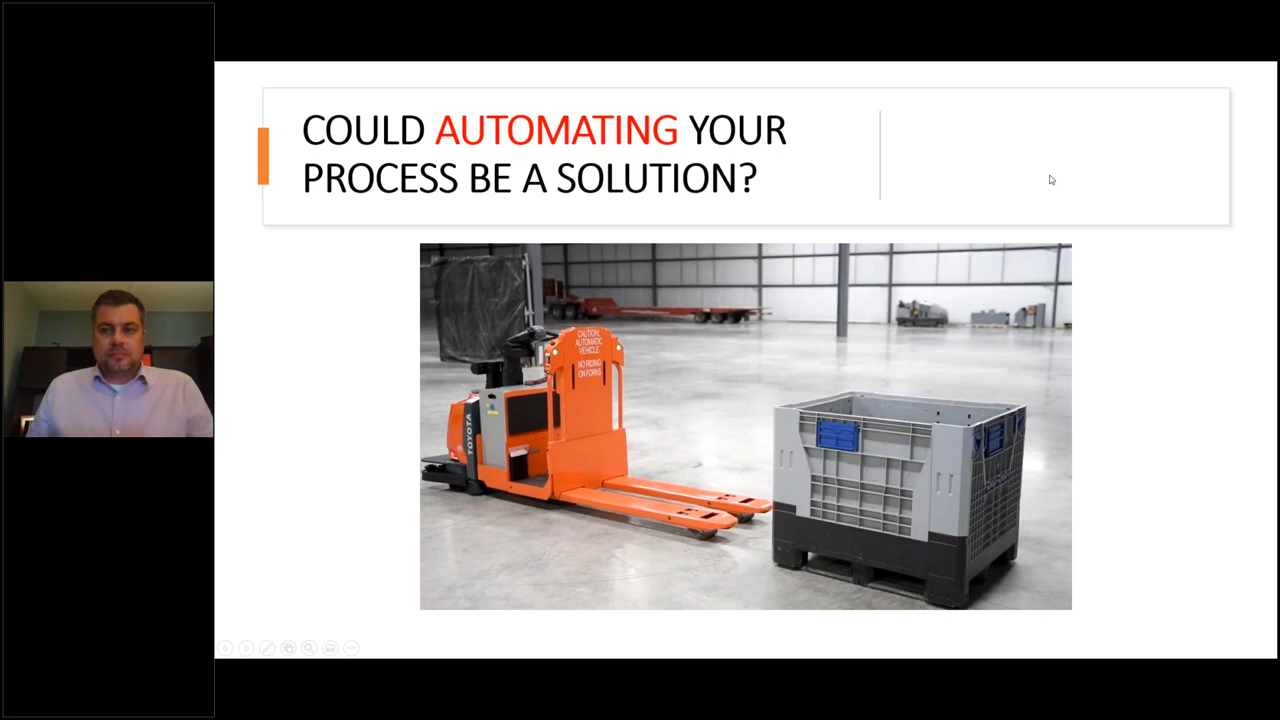 COULD AUTOMATING YOUR
PROCESS BE A SOLUTION?
CAUTION:
AUTOMATIC
VEHICLE
NO RIDING
ON FORKS
TOYOTA